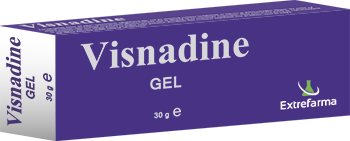 Visnadine
GEL
30 g e
Extrefarma
Visnadine
GEL
30 g e